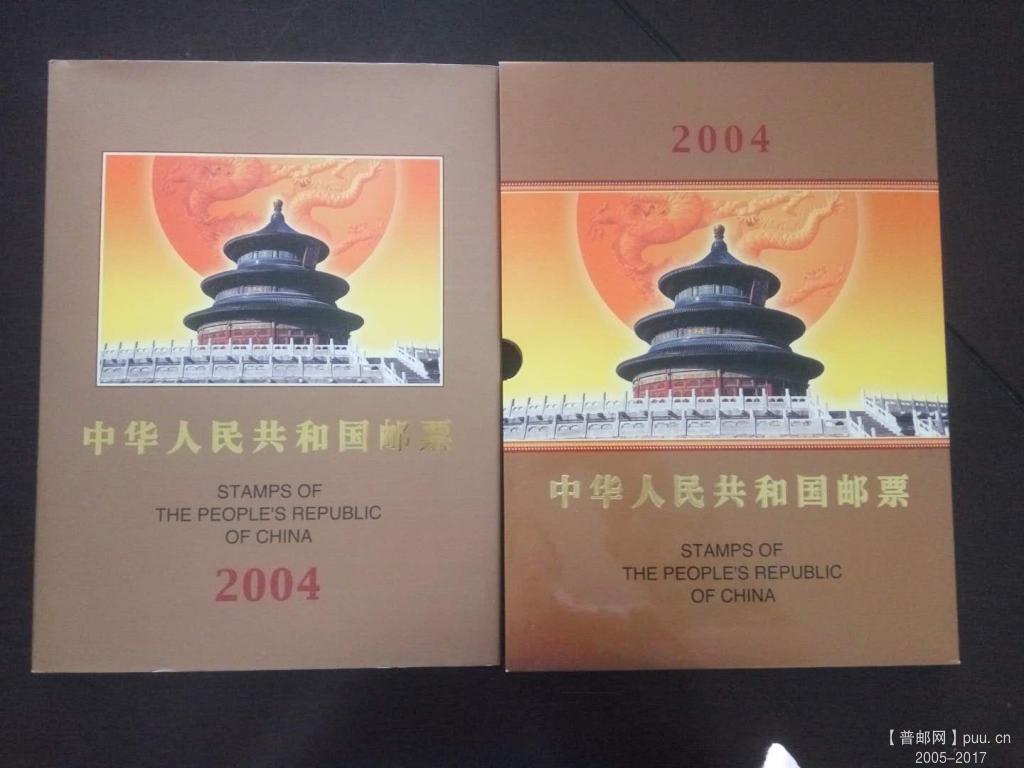 中华人民共和国邮票
STAMPS OF
THE PEOPLE'S REPUBLIC
OF CHINA
2004
2004
中华人民共和国邮票
STAMPS OF
THE PEOPLE'S REPUBLIC
OF CHINA
【普邮网】puu.cn
2005-2017